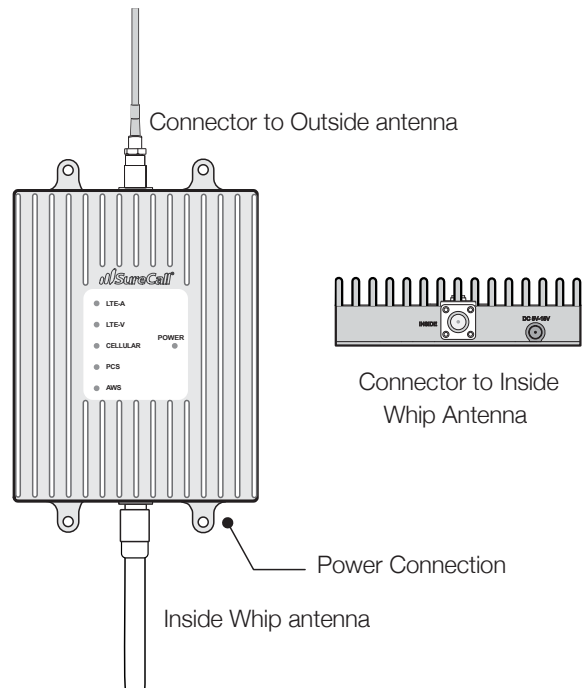 Connector to Outside antenna
SureCall
LTE-A
LTE-V
CELLULAR
POWER
PCS
AWS
INSIDE
DC 5V-15V
Connector to Inside
Whip Antenna
Power Connection
Inside Whip antenna